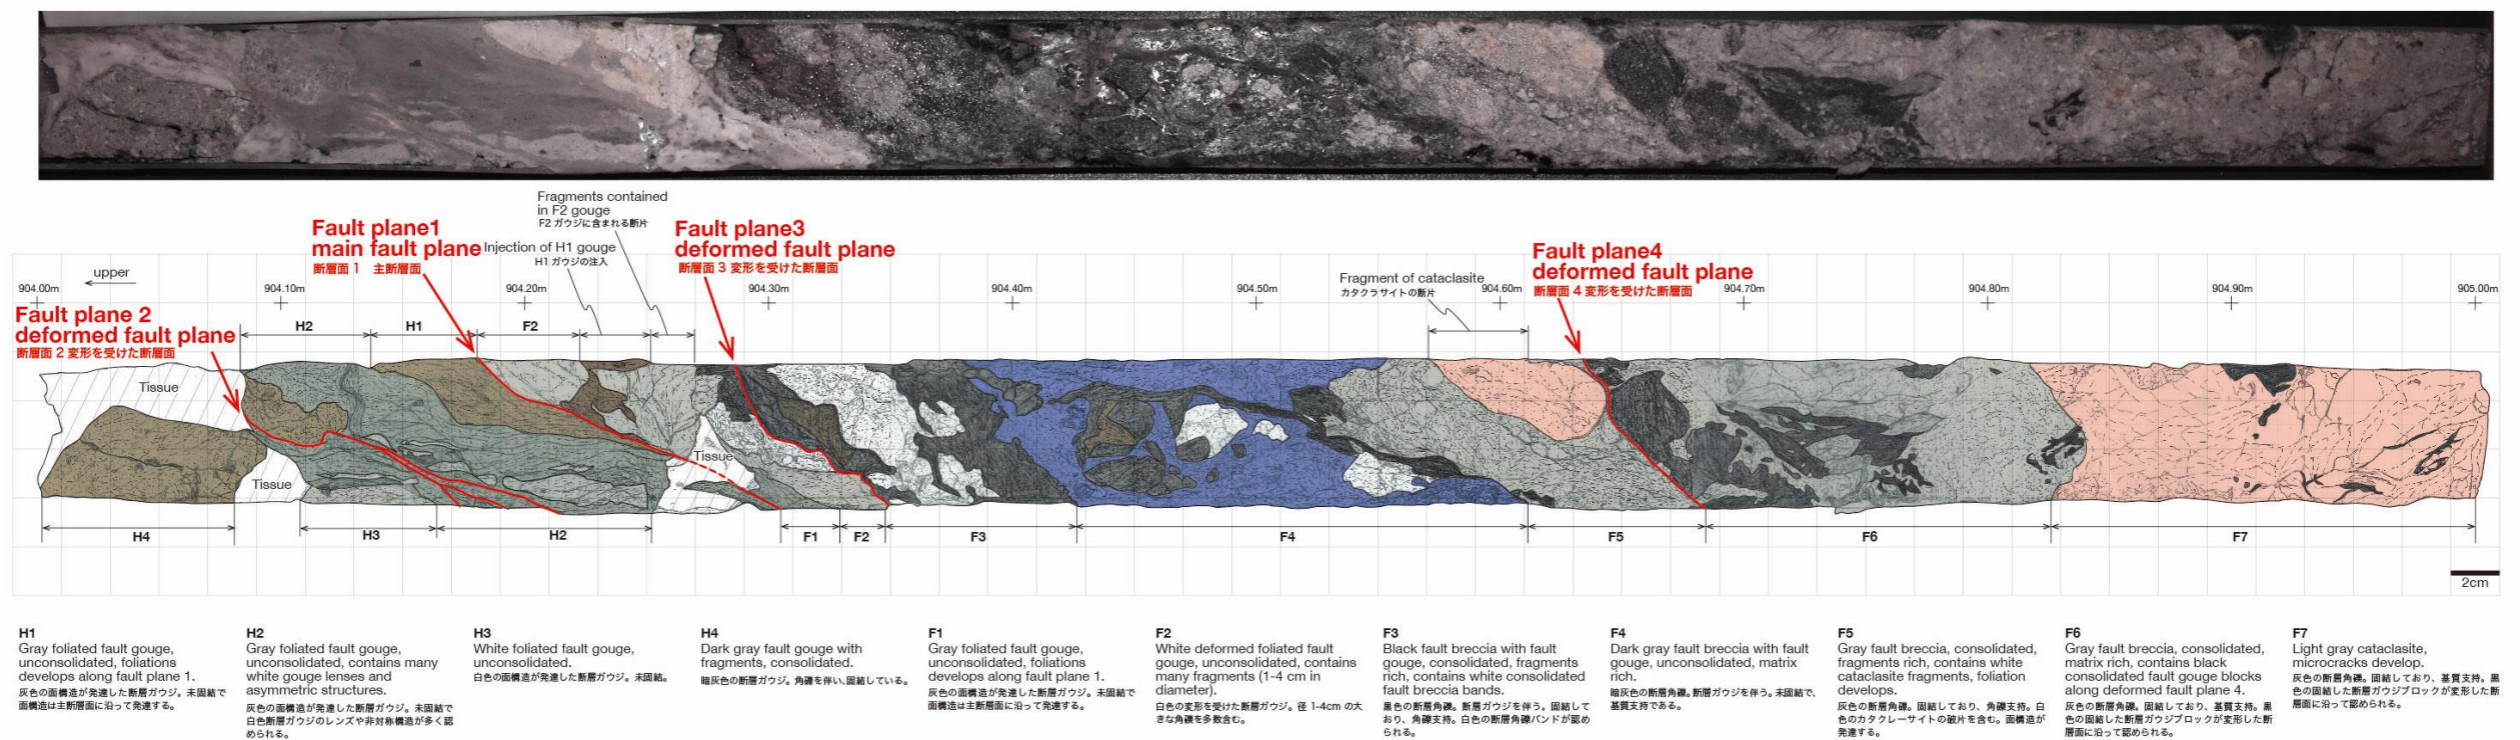 Fragments contained
in F2 gouge
F2 ガウジに含まれる断片
Fault plane1
main fault plane
断層面 1　主断層面
Injection of H1 gouge
H1 ガウジの注入
Fault plane3
deformed fault plane
断層面 3 変形を受けた断層面
Fault plane4
deformed fault plane
断層面 4 変形を受けた断層面
Fragment of cataclasite
カタクラサイトの断片
upper
904.00m
904.10m
904.20m
904.30m
904.40m
904.50m
904.60m
904.70m
904.80m
904.90m
905.00m
Fault plane 2
deformed fault plane
断層面 2 変形を受けた断層面
H2
H1
F2
Tissue
Tissue
Tissue
H4
H3
H2
F1
F2
F3
F4
F5
F6
F7
2cm
H1
Gray foliated fault gouge,
unconsolidated, foliations
develops along fault plane 1.
灰色の面構造が発達した断層ガウジ。未固結で
面構造は主断層面に沿って発達する。
H2
Gray foliated fault gouge,
unconsolidated, contains many
white gouge lenses and
asymmetric structures.
灰色の面構造が発達した断層ガウジ。未固結で
白色断層ガウジのレンズや非対称構造が多く認
められる。
H3
White foliated fault gouge,
unconsolidated.
白色の面構造が発達した断層ガウジ。未固結。
H4
Dark gray fault gouge with
fragments, consolidated.
暗灰色の断層ガウジ。角礫を伴い、固結している。
F1
Gray foliated fault gouge,
unconsolidated, foliations
develops along fault plane 1.
灰色の面構造が発達した断層ガウジ。未固結で
面構造は主断層面に沿って発達する。
F2
White deformed foliated fault
gouge, unconsolidated, contains
many fragments (1-4 cm in
diameter).
白色の変形を受けた断層ガウジ。径 1-4cm の大
きな角礫を多数含む。
F3
Black fault breccia with fault
gouge, consolidated, fragments
rich, contains white consolidated
fault breccia bands.
黒色の断層角礫。断層ガウジを伴う。固結して
おり、角礫支持。白色の断層角礫バンドが認め
られる。
F4
Dark gray fault breccia with fault
gouge, unconsolidated, matrix
rich.
暗灰色の断層角礫。断層ガウジを伴う。未固結で、
基質支持である。
F5
Gray fault breccia, consolidated,
fragments rich, contains white
cataclasite fragments, foliation
develops.
灰色の断層角礫。固結しており、角礫支持。白
色のカタクレーサイトの破片を含む。面構造が
発達する。
F6
Gray fault breccia, consolidated,
matrix rich, contains black
consolidated fault gouge blocks
along deformed fault plane 4.
灰色の断層角礫。固結しており、基質支持。黒
色の固結した断層ガウジブロックが変形した断
層面に沿って認められる。
F7
Light gray cataclasite,
microcracks develop.
灰色の断層角礫。固結しており、基質支持。黒
色の固結した断層ガウジブロックが変形した断
層面に沿って認められる。